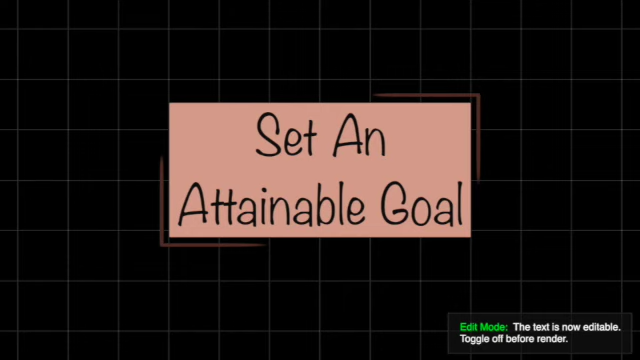 Set An
Attainable Goal
Edit Mode: The text is now editable.
Toggle off before render.